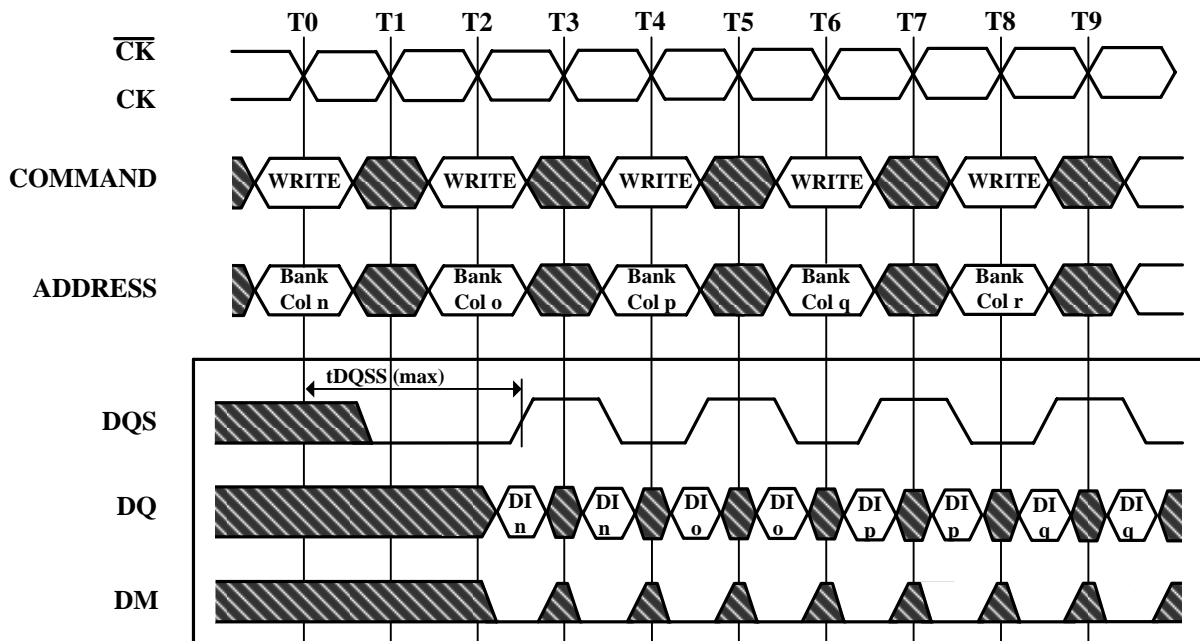 T0 T1 T2 T3 T4 T5 T6 T7 T8 T9
CK
CK
COMMAND WRITE WRITE WRITE WRITE WRITE
ADDRESS Bank Bank Bank Bank Bank
Col n Col o Col p Col q Col r
tDQSS (max)
DQS
DQ DI DI DI DI DI DI DI DI
n n o o p p q q
DM